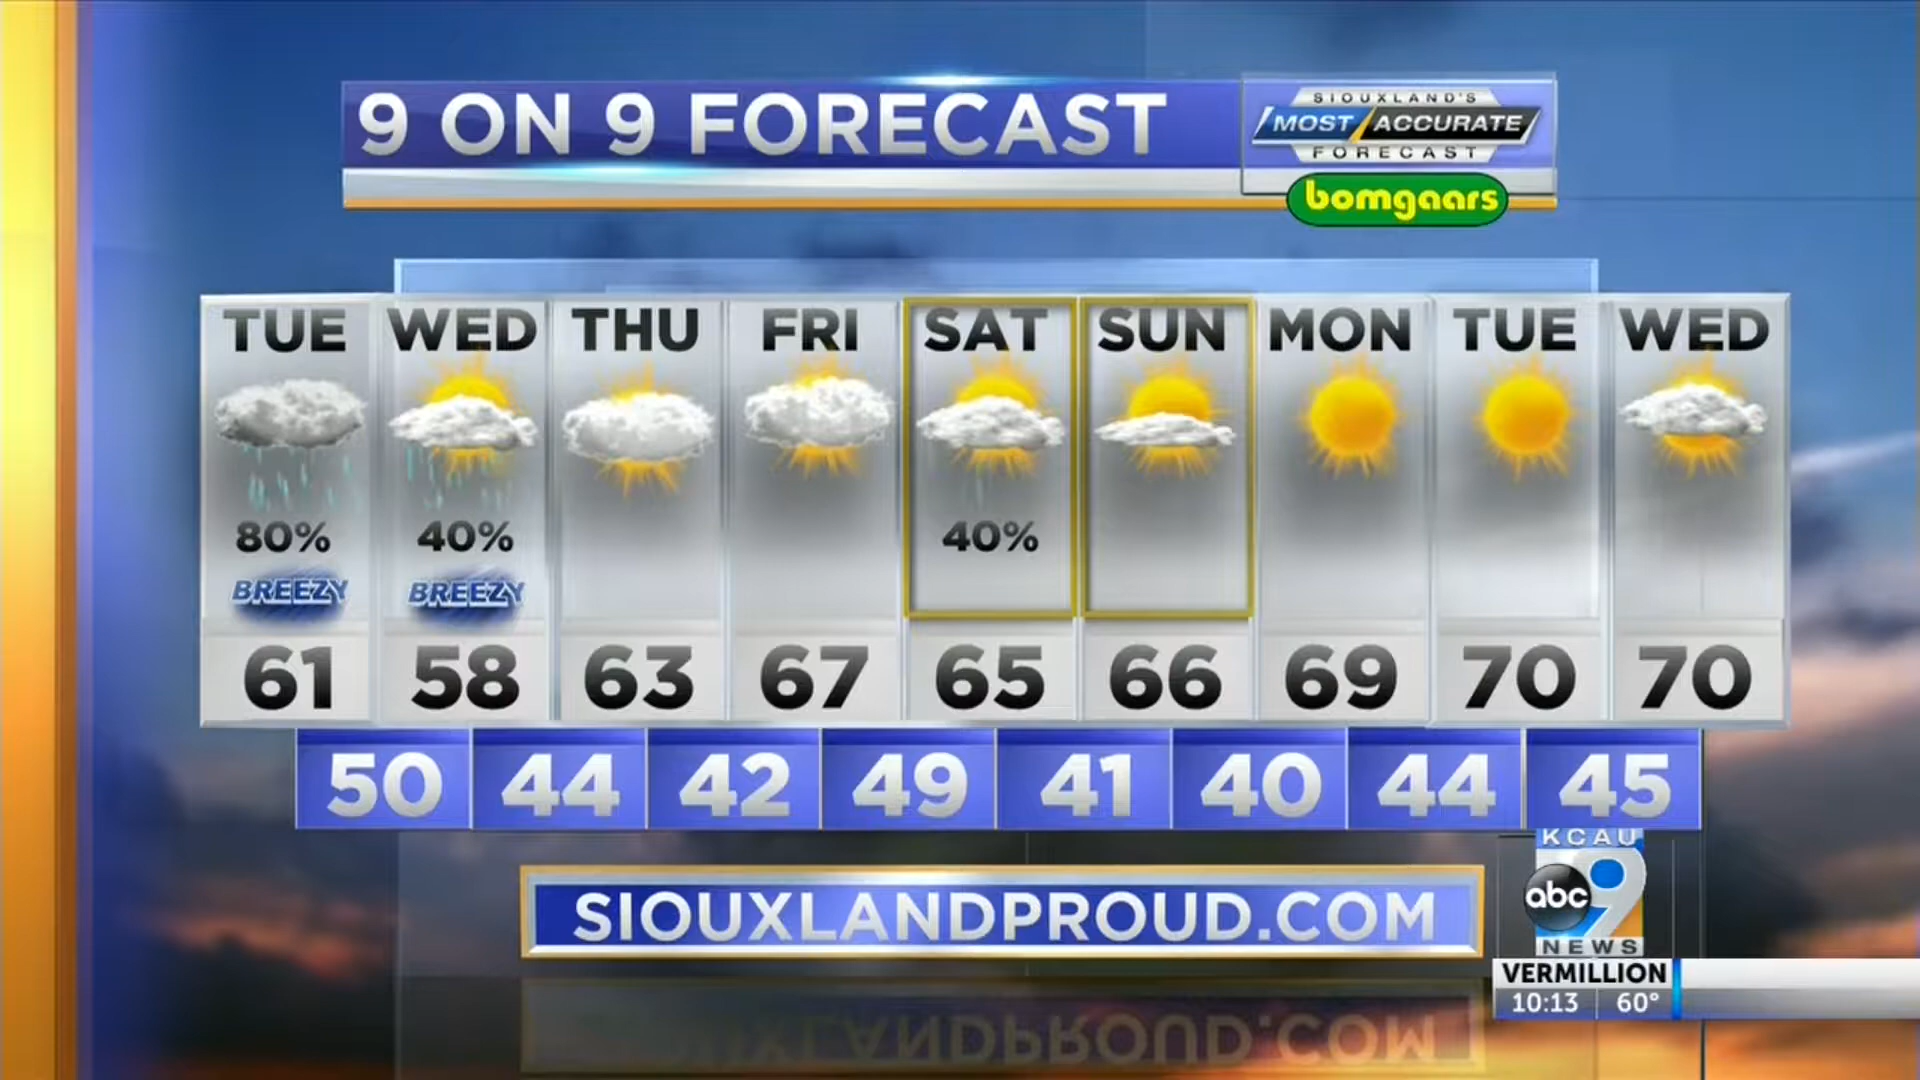 9 ON 9 FORECAST
SIOUXLAND'S
MOST ACCURATE
FORECAST
bomgaars
TUE WED THU FRI SAT SUN MON TUE WED
80% 40% 40%
BREEZY BREEZY
61 58 63 67 65 66 69 70 70
50 44 42 49 41 40 44 45
SIOUXLANDPROUD.COM
KCAU
abc 9
NEWS
VERMILLION
10:13 60°